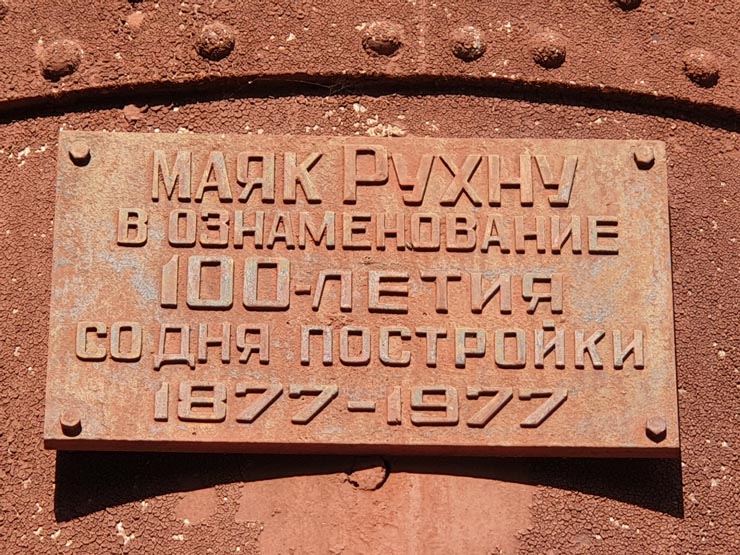 МАЯК РУХНУ
В ОЗНАМЕНОВАНИЕ
100-ЛЕТИЯ
СО ДНЯ ПОСТРОЙКИ
1877-1977